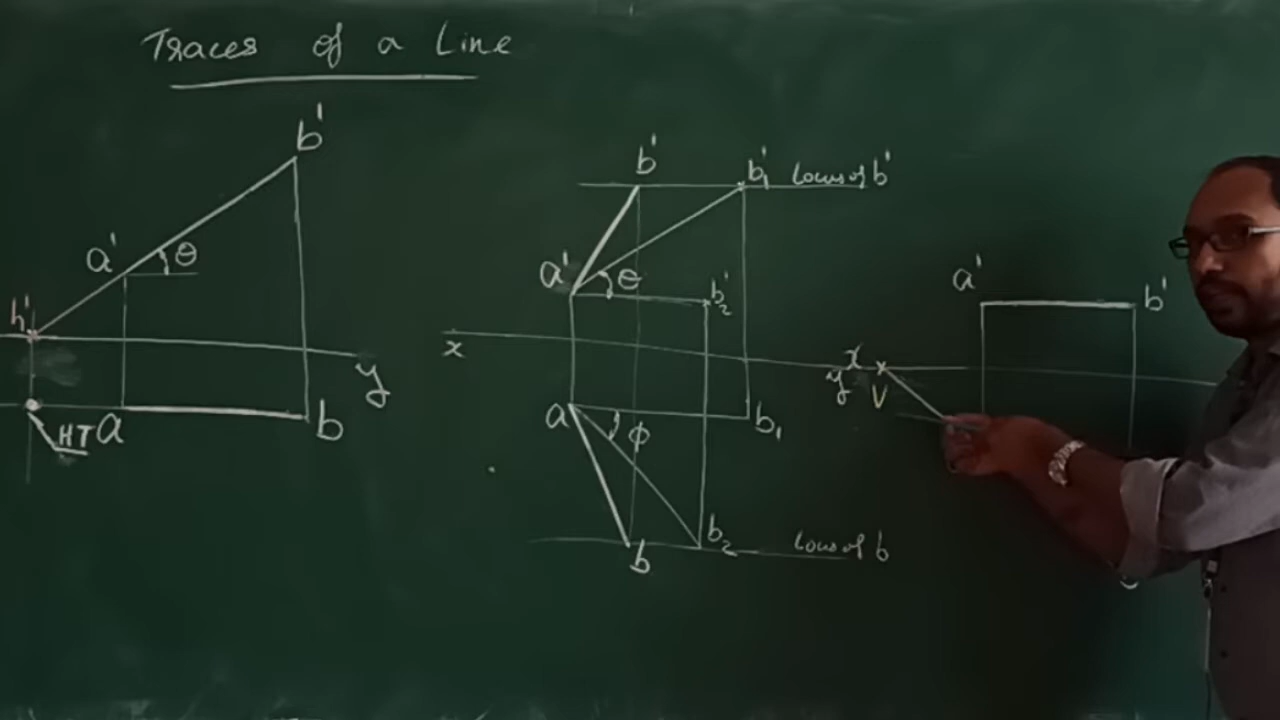 Traces of a Line
b'
a'
θ
h'
y
HT
a
b
b'
b₁'
Locus of b'
a'
θ
b₂'
x
a
ϕ
b₁
b₂
b
Locus of b
a'
b'
x
y
V